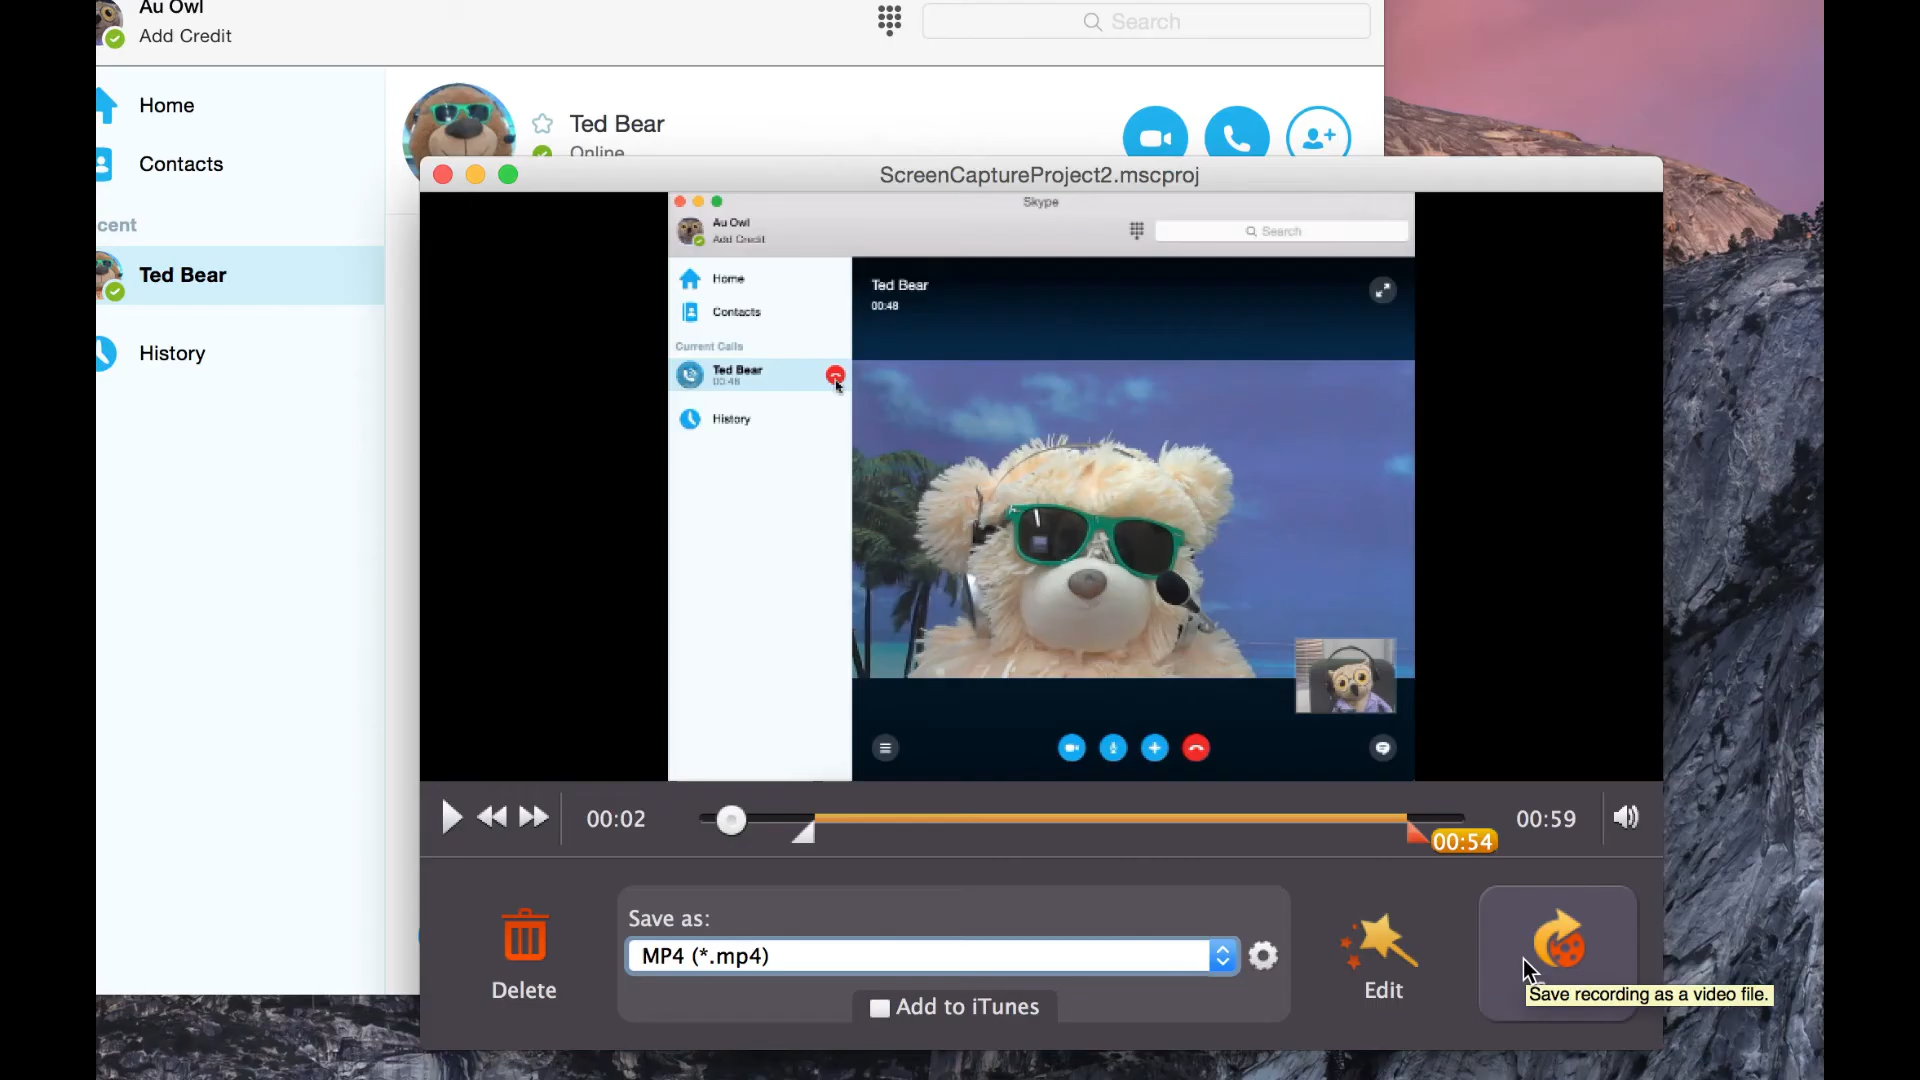 Au Owl
Add Credit
Search
Home
Contacts
cent
Ted Bear
History
Ted Bear
Online
ScreenCaptureProject2.mscproj
Skype
Au Owl
Add Credit
Search
Home
Contacts
Current Calls
Ted Bear
00:48
History
Ted Bear
00:48
00:02
00:59
00:54
Delete
Save as:
MP4 (*.mp4)
Add to iTunes
Edit
Save recording as a video file.